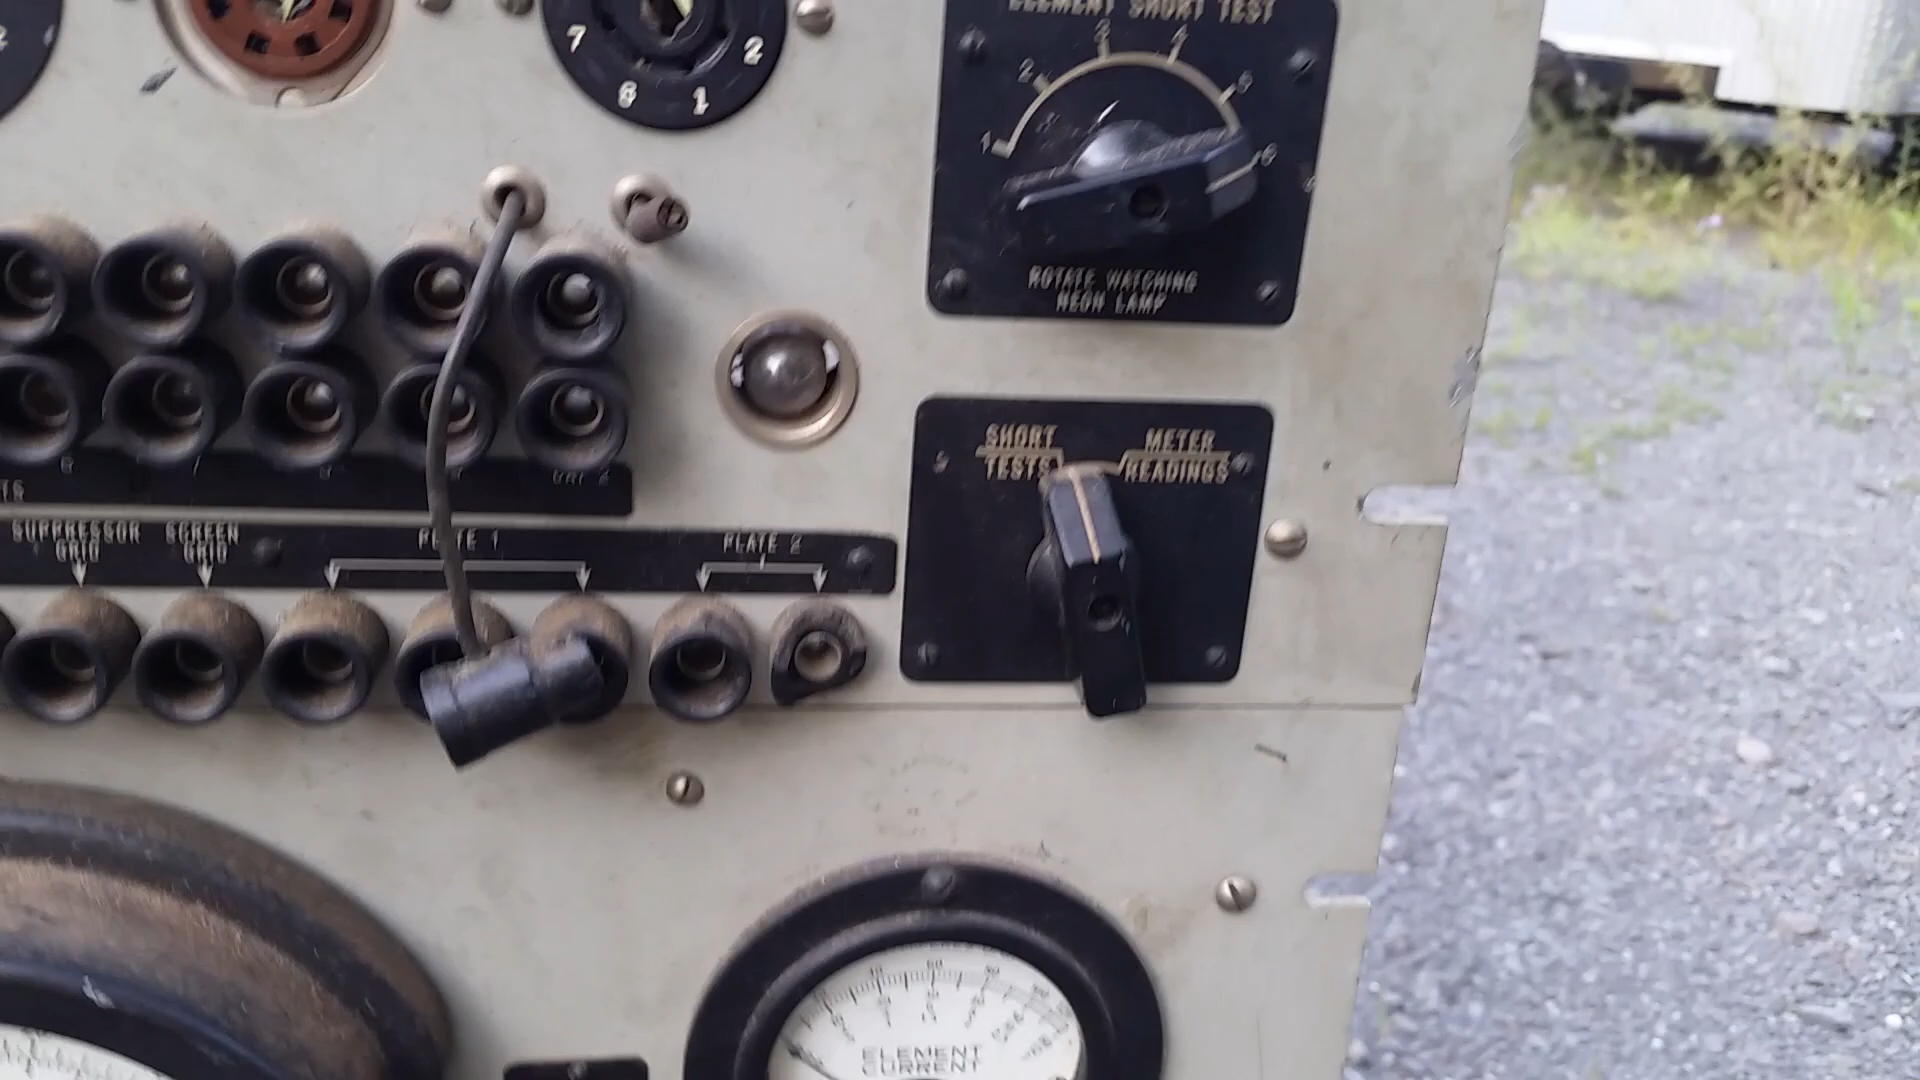 ELEMENT SHORT TEST
7 2
6 1
1 2 3 4 5 6
ROTATE WATCHING
NEON LAMP
SHORT
TESTS
METER
READINGS
SUPPRESSOR
GRID
SCREEN
GRID
PLATE 1
PLATE 2
ELEMENT
CURRENT